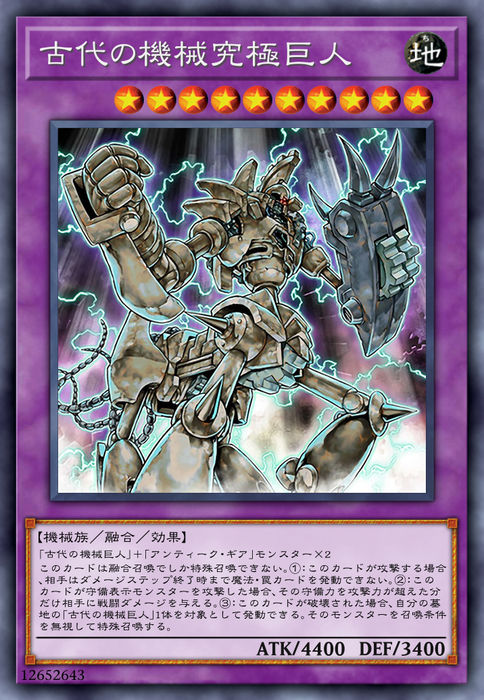 古代の機械究極巨人
ち
地
【機械族／融合／効果】
「古代の機械巨人」＋「アンティーク・ギア」モンスター×2
このカードは融合召喚でしか特殊召喚できない。①：このカードが攻撃する場合、
相手はダメージステップ終了時まで魔法・罠カードを発動できない。②：この
カードが守備表示モンスターを攻撃した場合、その守備力を攻撃力が超えた分
だけ相手に戦闘ダメージを与える。③：このカードが破壊された場合、自分の墓
地の「古代の機械巨人」1体を対象として発動できる。そのモンスターを召喚条件
を無視して特殊召喚する。
ATK/4400 DEF/3400
12652643